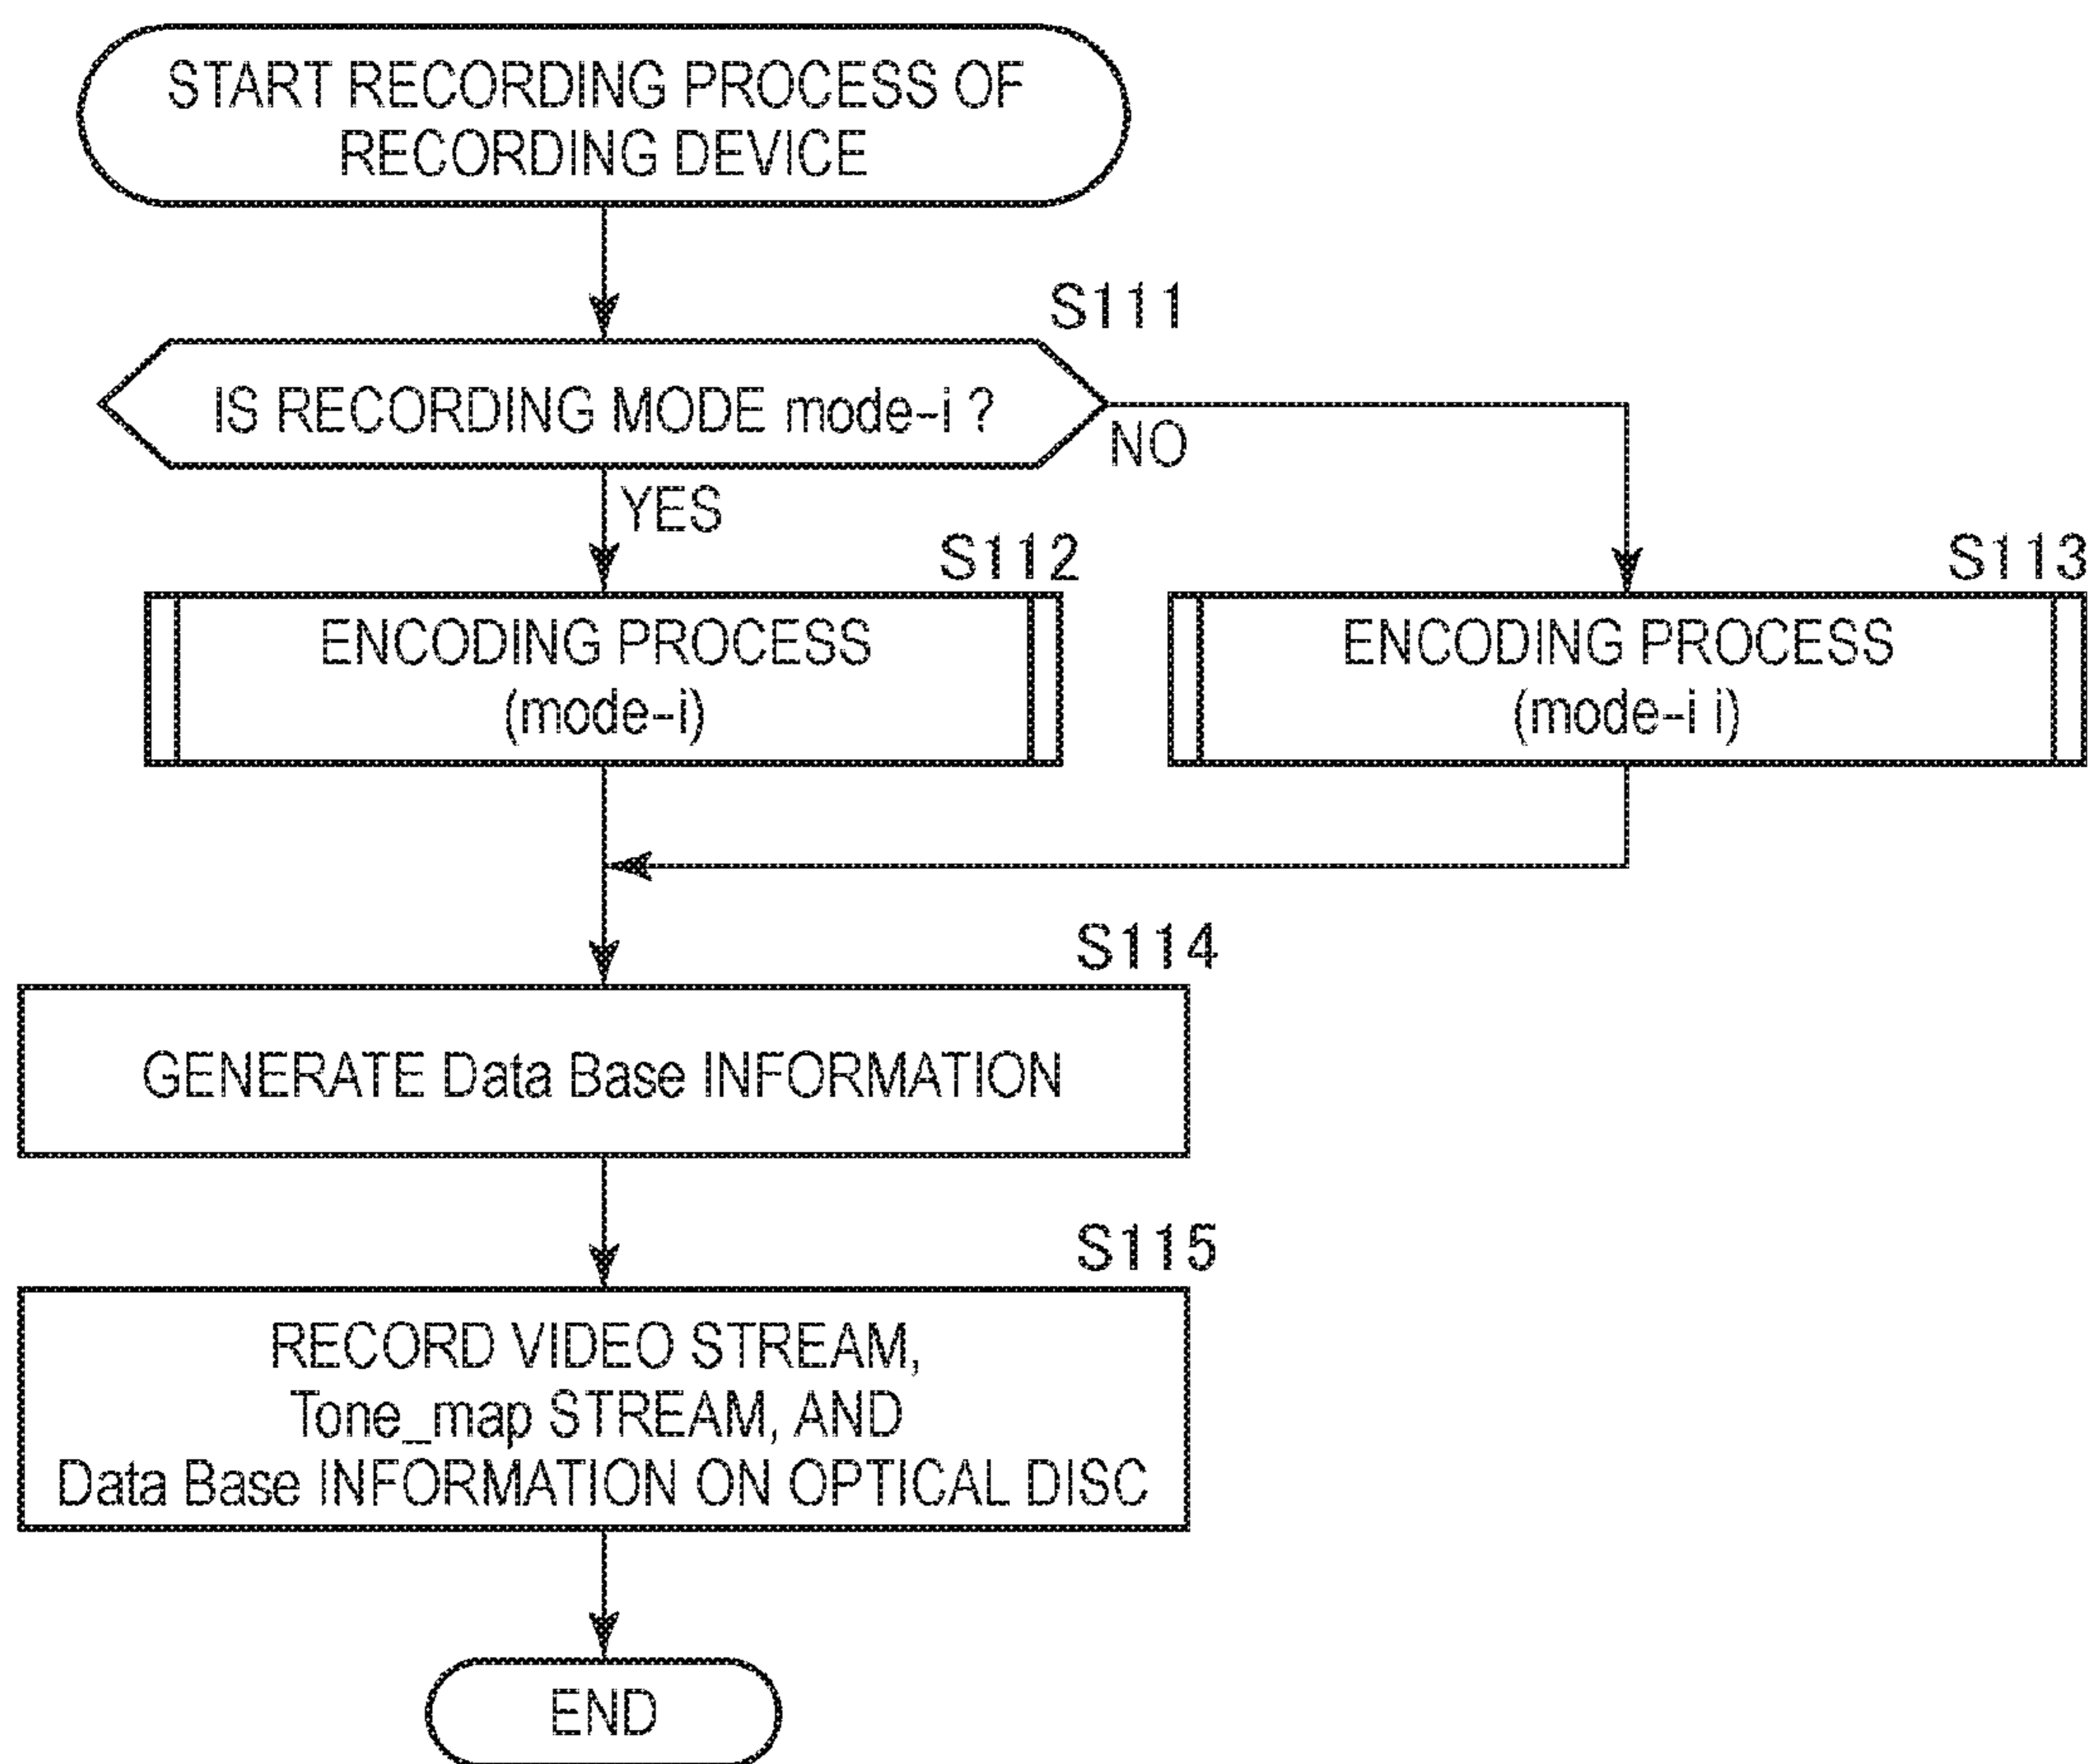 START RECORDING PROCESS OF
RECORDING DEVICE
S111
IS RECORDING MODE mode-i ?
NO
YES
S112
ENCODING PROCESS
(mode-i)
S113
ENCODING PROCESS
(mode-i i)
S114
GENERATE Data Base INFORMATION
S115
RECORD VIDEO STREAM,
Tone_map STREAM, AND
Data Base INFORMATION ON OPTICAL DISC
END